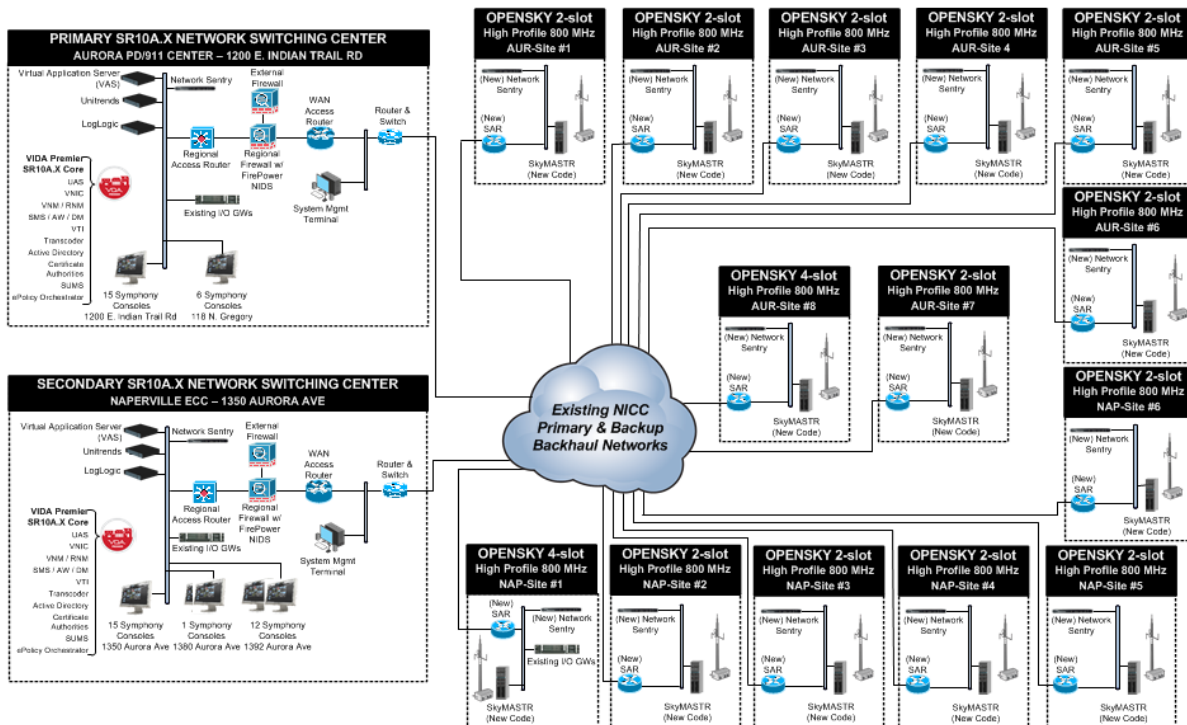 PRIMARY SR10A.X NETWORK SWITCHING CENTER
AURORA PD/911 CENTER – 1200 E. INDIAN TRAIL RD
Virtual Application Server
(VAS)
Unitrends
LogLogic
Network Sentry
External
Firewall
WAN
Access
Router
Router &
Switch
Regional
Access Router
Regional
Firewall w/
FirePower
NIDS
System Mgmt
Terminal
Existing I/O GWs
VIDA Premier
SR10A.X Core
UAS
VNIC
VNM / RNM
SMS / AW / DM
VTI
Transcoder
Active Directory
Certificate
Authorities
SUMS
ePolicy Orchestrator
VIDA
15 Symphony
Consoles
1200 E. Indian Trail Rd
6 Symphony
Consoles
118 N. Gregory
SECONDARY SR10A.X NETWORK SWITCHING CENTER
NAPERVILLE ECC – 1350 AURORA AVE
Virtual Application Server
(VAS)
Unitrends
LogLogic
Network Sentry
External
Firewall
WAN
Access
Router
Router &
Switch
Regional
Access Router
Regional
Firewall w/
FirePower
NIDS
System Mgmt
Terminal
Existing I/O GWs
VIDA Premier
SR10A.X Core
UAS
VNIC
VNM / RNM
SMS / AW / DM
VTI
Transcoder
Active Directory
Certificate
Authorities
SUMS
ePolicy Orchestrator
VIDA
15 Symphony
Consoles
1350 Aurora Ave
1 Symphony
Consoles
1380 Aurora Ave
12 Symphony
Consoles
1392 Aurora Ave
OPENSKY 2-slot
High Profile 800 MHz
AUR-Site #1
(New) Network
Sentry
(New)
SAR
SkyMASTR
(New Code)
OPENSKY 2-slot
High Profile 800 MHz
AUR-Site #2
(New) Network
Sentry
(New)
SAR
SkyMASTR
(New Code)
OPENSKY 2-slot
High Profile 800 MHz
AUR-Site #3
(New) Network
Sentry
(New)
SAR
SkyMASTR
(New Code)
OPENSKY 2-slot
High Profile 800 MHz
AUR-Site 4
(New) Network
Sentry
(New)
SAR
SkyMASTR
(New Code)
OPENSKY 2-slot
High Profile 800 MHz
AUR-Site #5
(New) Network
Sentry
(New)
SAR
SkyMASTR
(New Code)
OPENSKY 2-slot
High Profile 800 MHz
AUR-Site #6
(New) Network
Sentry
(New)
SAR
SkyMASTR
(New Code)
OPENSKY 4-slot
High Profile 800 MHz
AUR-Site #8
(New) Network
Sentry
(New)
SAR
SkyMASTR
(New Code)
OPENSKY 2-slot
High Profile 800 MHz
AUR-Site #7
(New) Network
Sentry
(New)
SAR
SkyMASTR
(New Code)
Existing NICC
Primary & Backup
Backhaul Networks
OPENSKY 2-slot
High Profile 800 MHz
NAP-Site #6
(New) Network
Sentry
(New)
SAR
SkyMASTR
(New Code)
OPENSKY 4-slot
High Profile 800 MHz
NAP-Site #1
(New)
SAR
(New) Network
Sentry
Existing I/O GWs
SkyMASTR
(New Code)
OPENSKY 2-slot
High Profile 800 MHz
NAP-Site #2
(New) Network
Sentry
(New)
SAR
SkyMASTR
(New Code)
OPENSKY 2-slot
High Profile 800 MHz
NAP-Site #3
(New) Network
Sentry
(New)
SAR
SkyMASTR
(New Code)
OPENSKY 2-slot
High Profile 800 MHz
NAP-Site #4
(New) Network
Sentry
(New)
SAR
SkyMASTR
(New Code)
OPENSKY 2-slot
High Profile 800 MHz
NAP-Site #5
(New) Network
Sentry
(New)
SAR
SkyMASTR
(New Code)